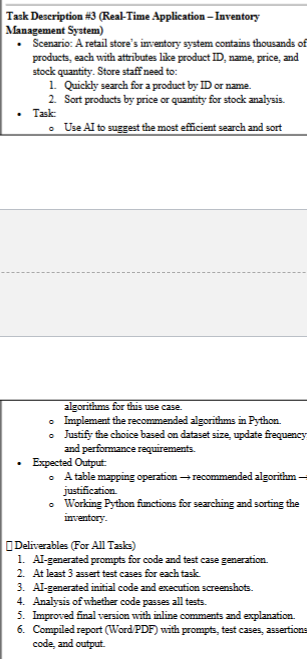 Task Description #3 (Real-Time Application – Inventory
Management System)
• Scenario: A retail store's inventory system contains thousands of
products, each with attributes like product ID, name, price, and
stock quantity. Store staff need to:
1. Quickly search for a product by ID or name.
2. Sort products by price or quantity for stock analysis.
• Task:
o Use AI to suggest the most efficient search and sort
algorithms for this use case.
o Implement the recommended algorithms in Python.
o Justify the choice based on dataset size, update frequency
and performance requirements.
• Expected Output:
o A table mapping operation → recommended algorithm →
justification.
o Working Python functions for searching and sorting the
inventory.
Deliverables (For All Tasks)
1. AI-generated prompts for code and test case generation.
2. At least 3 assert test cases for each task.
3. AI-generated initial code and execution screenshots.
4. Analysis of whether code passes all tests.
5. Improved final version with inline comments and explanation.
6. Compiled report (Word/PDF) with prompts, test cases, assertions
code, and output.